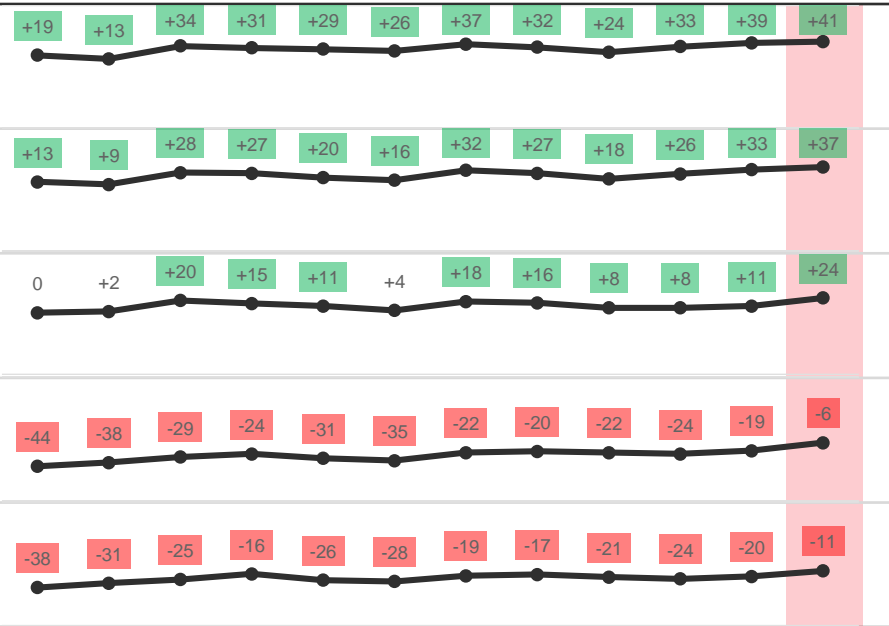 +19 +13 +34 +31 +29 +26 +37 +32 +24 +33 +39 +41
+13 +9 +28 +27 +20 +16 +32 +27 +18 +26 +33 +37
0 +2 +20 +15 +11 +4 +18 +16 +8 +8 +11 +24
-44 -38 -29 -24 -31 -35 -22 -20 -22 -24 -19 -6
-38 -31 -25 -16 -26 -28 -19 -17 -21 -24 -20 -11